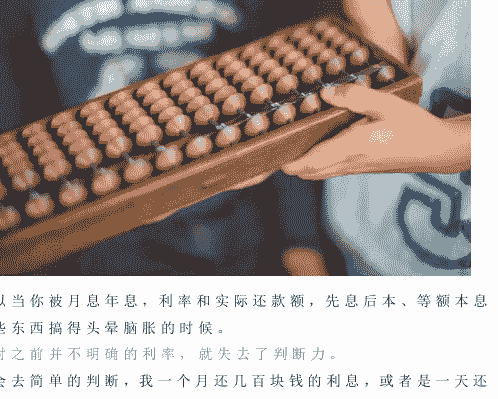 以当你被月息年息，利率和实际还款额，先息后本、等额本息
些东西搞得头晕脑胀的时候。
对之前并不明确的利率，就失去了判断力。
会去简单的判断，我一个月还几百块钱的利息，或者是一天还